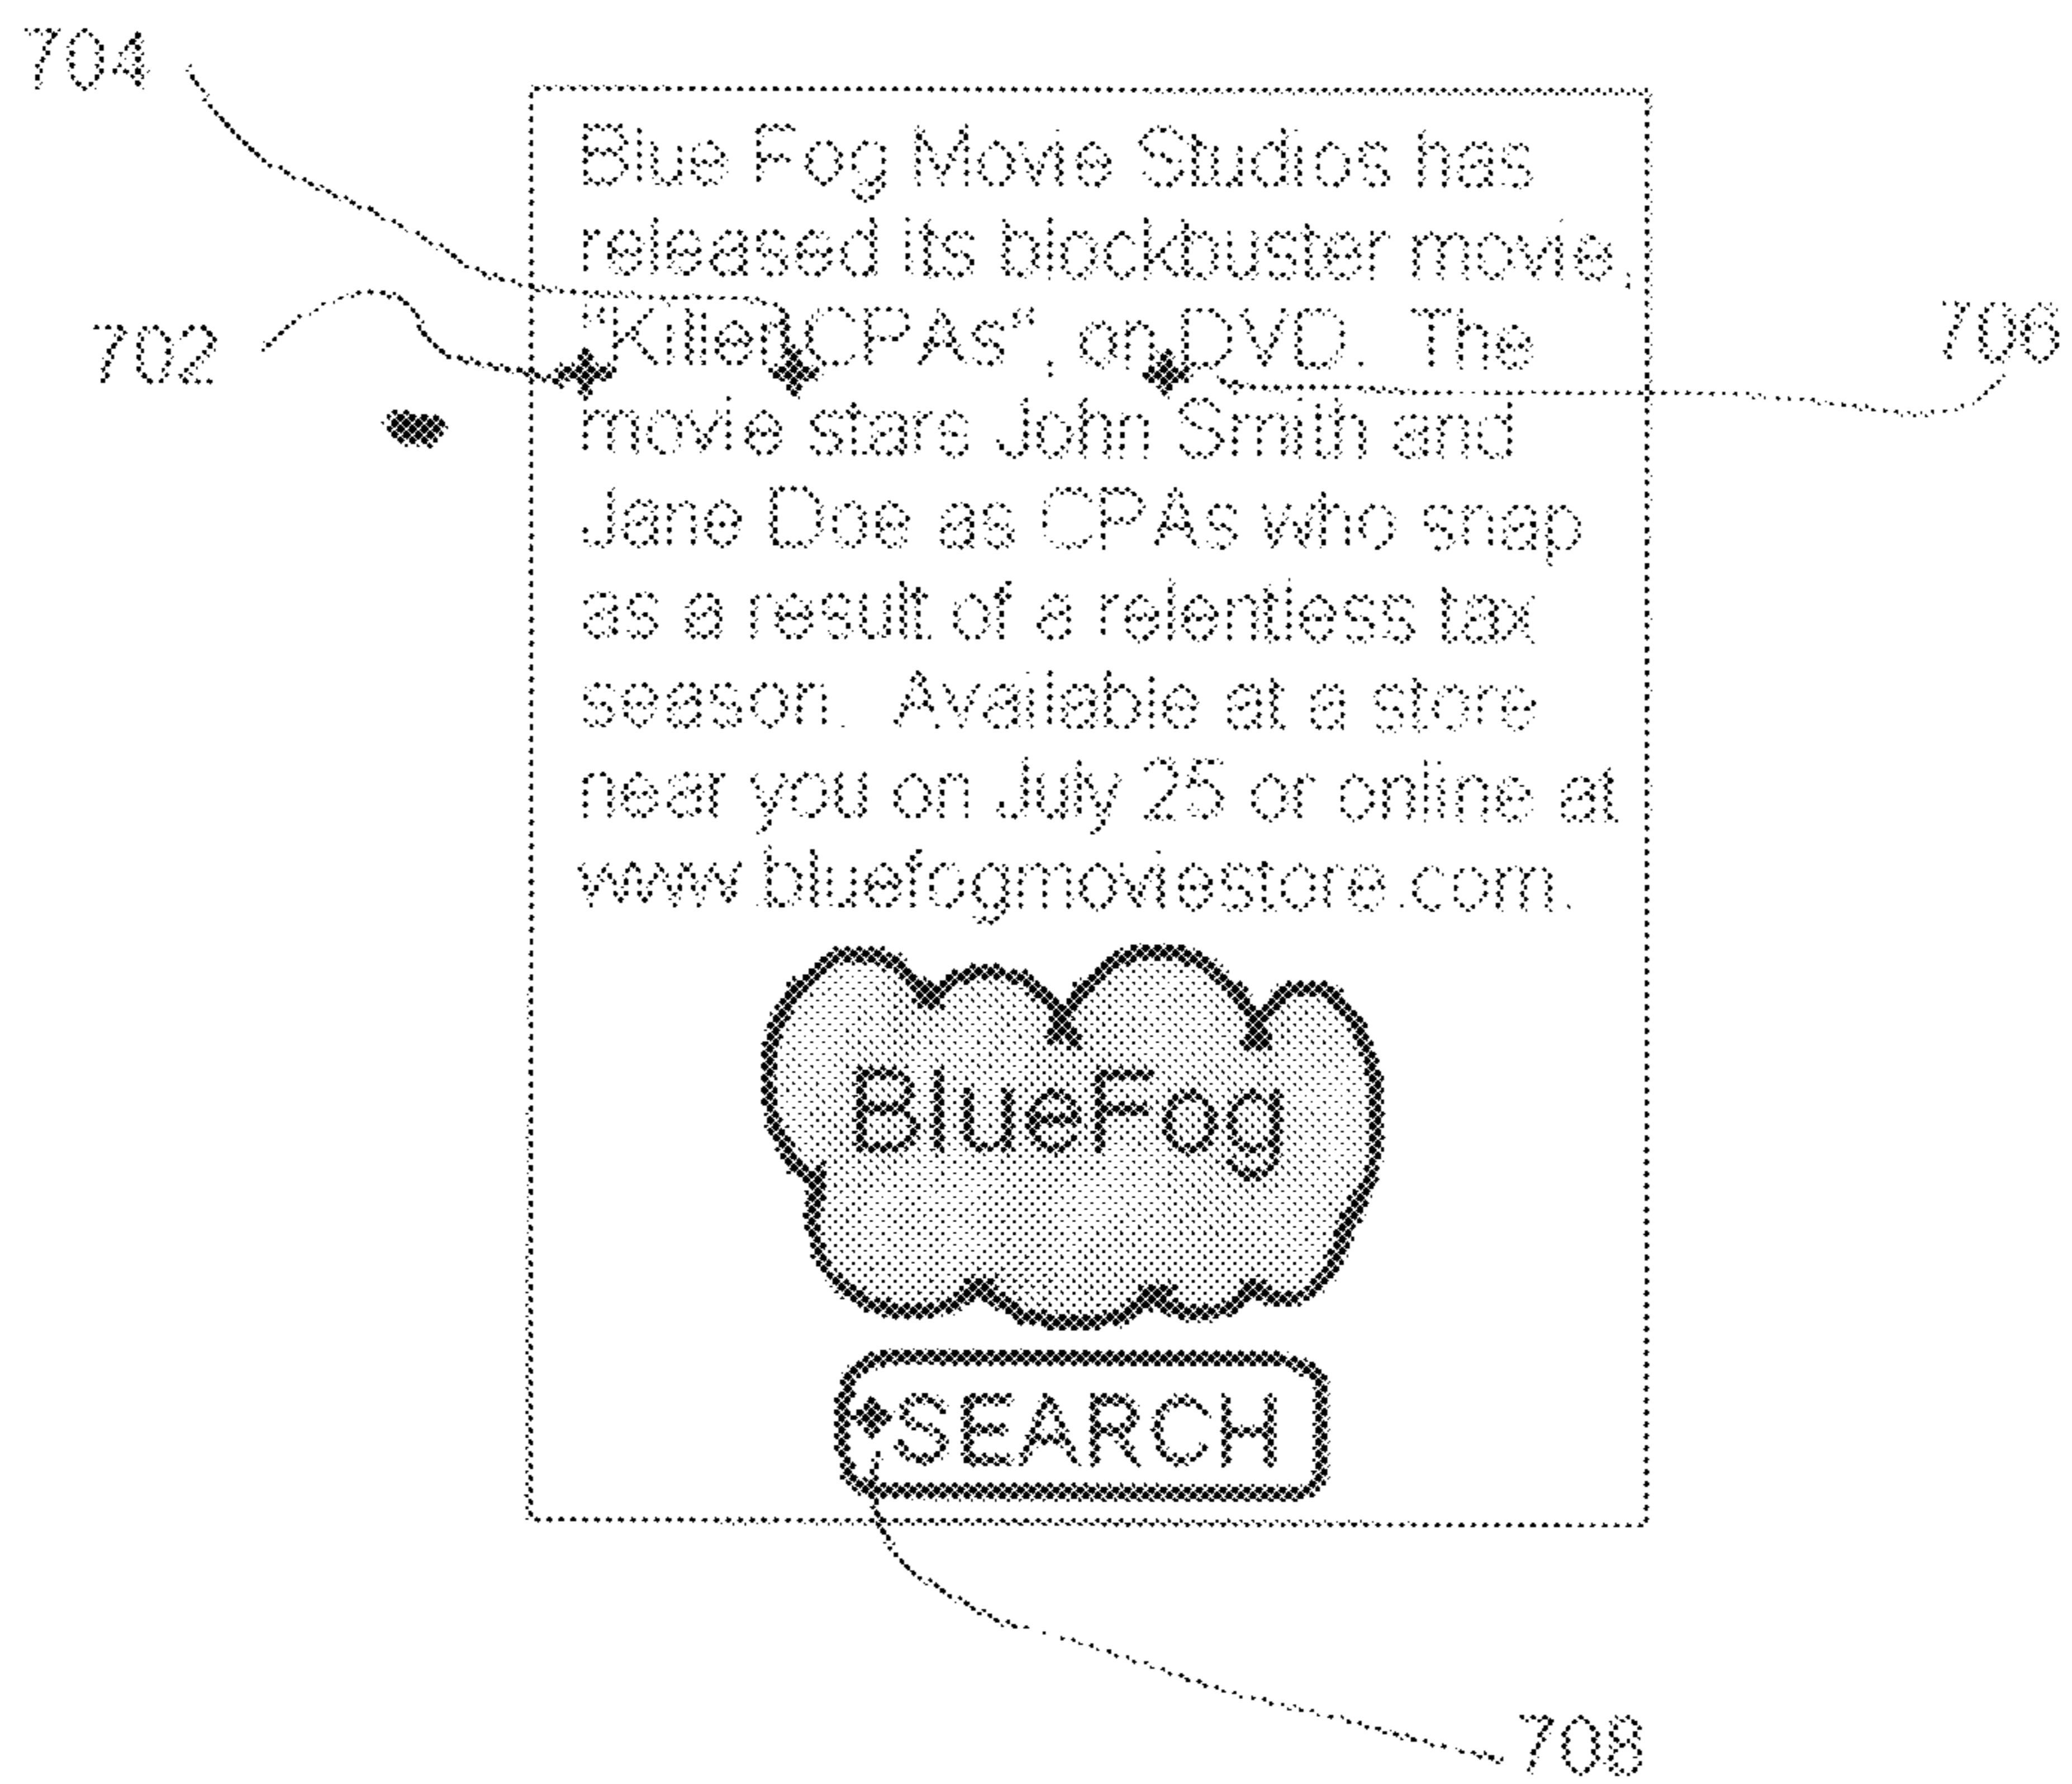 704
Blue Fog Movie Studios has
released its blockbuster movie,
702
"Killer CPAs", on DVD. The
706
movie stars John Smith and
Jane Doe as CPAs who snap
as a result of a relentless tax
season. Available at a store
near you on July 25 or online at
www.bluefogmoviestore.com.
BlueFog
SEARCH
708